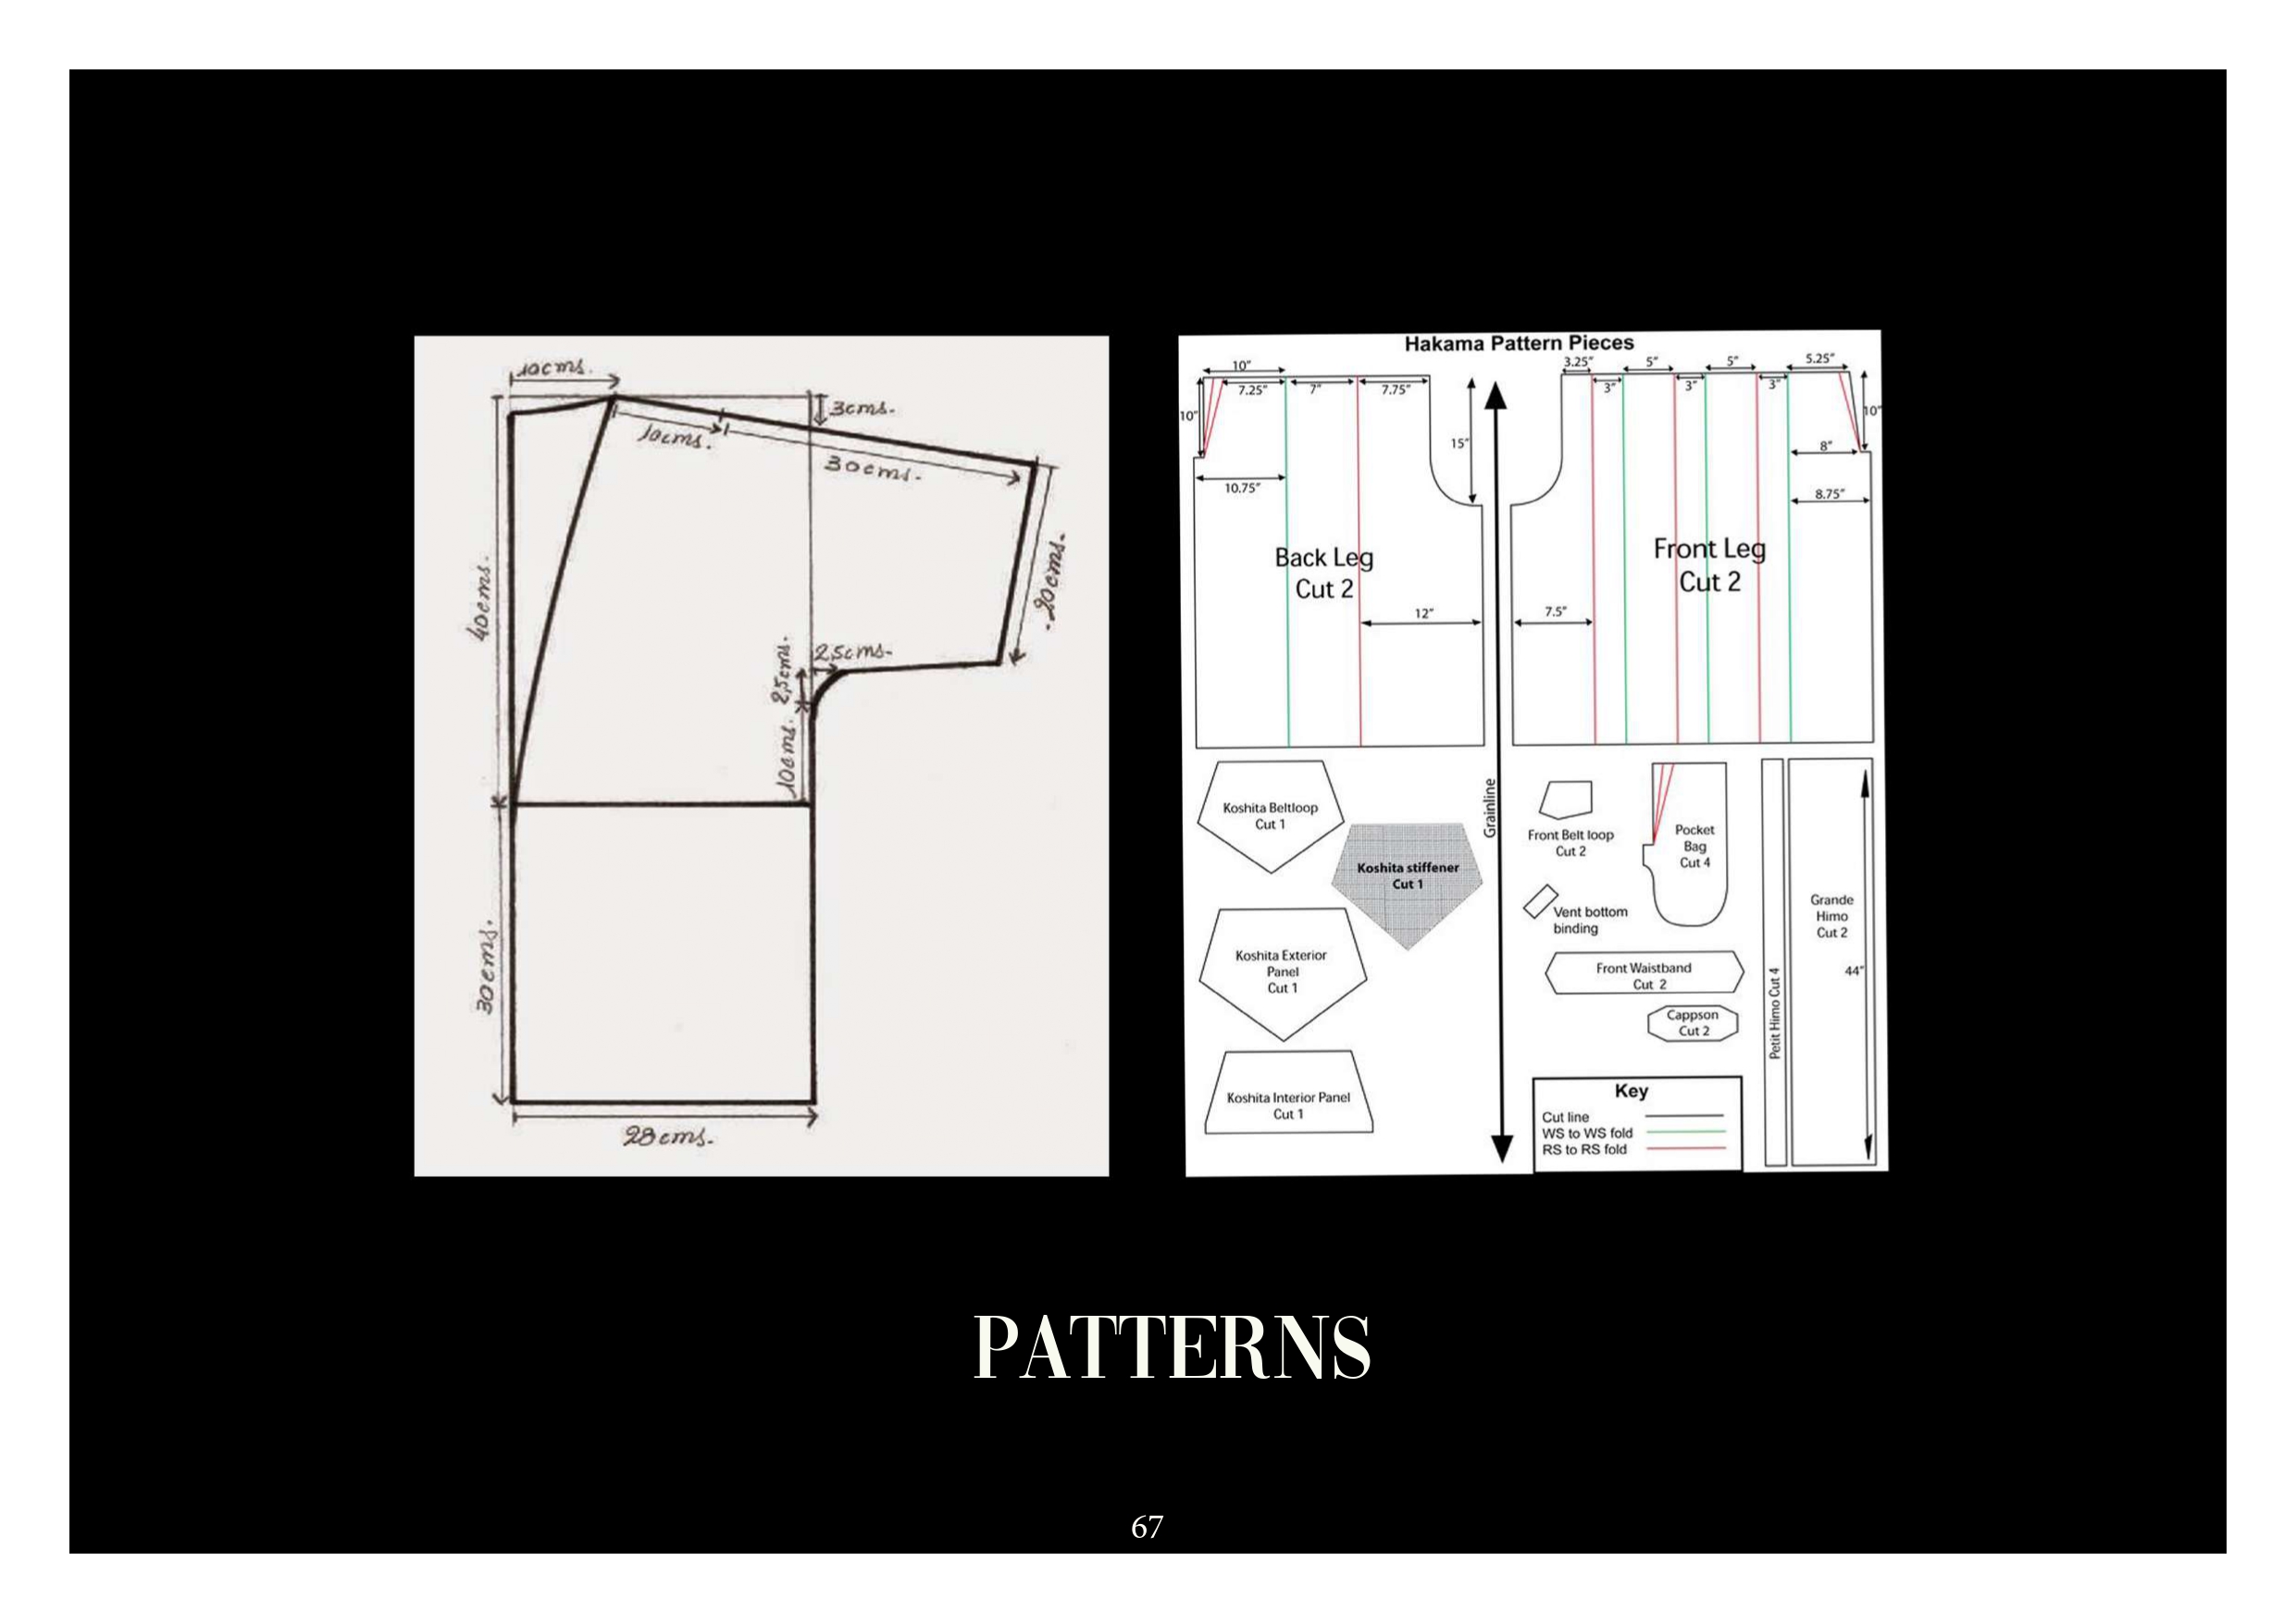 10cms.
3cms.
10cms.
30cms.
40cms.
20cms.
2,5cms.
2,5cms.
10cms.
30cms.
28cms.
Hakama Pattern Pieces
10"
7.25"
7"
7.75"
10"
15"
10.75"
Back Leg
Cut 2
12"
3.25"
5"
5"
5.25"
3"
3"
3"
10"
8"
8.75"
Front Leg
Cut 2
7.5"
Grainline
Koshita Beltloop
Cut 1
Koshita stiffener
Cut 1
Koshita Exterior
Panel
Cut 1
Koshita Interior Panel
Cut 1
Front Belt loop
Cut 2
Pocket
Bag
Cut 4
Vent bottom
binding
Front Waistband
Cut 2
Cappson
Cut 2
Petit Himo Cut 4
Grande
Himo
Cut 2
44"
Key
Cut line
WS to WS fold
RS to RS fold
PATTERNS
67